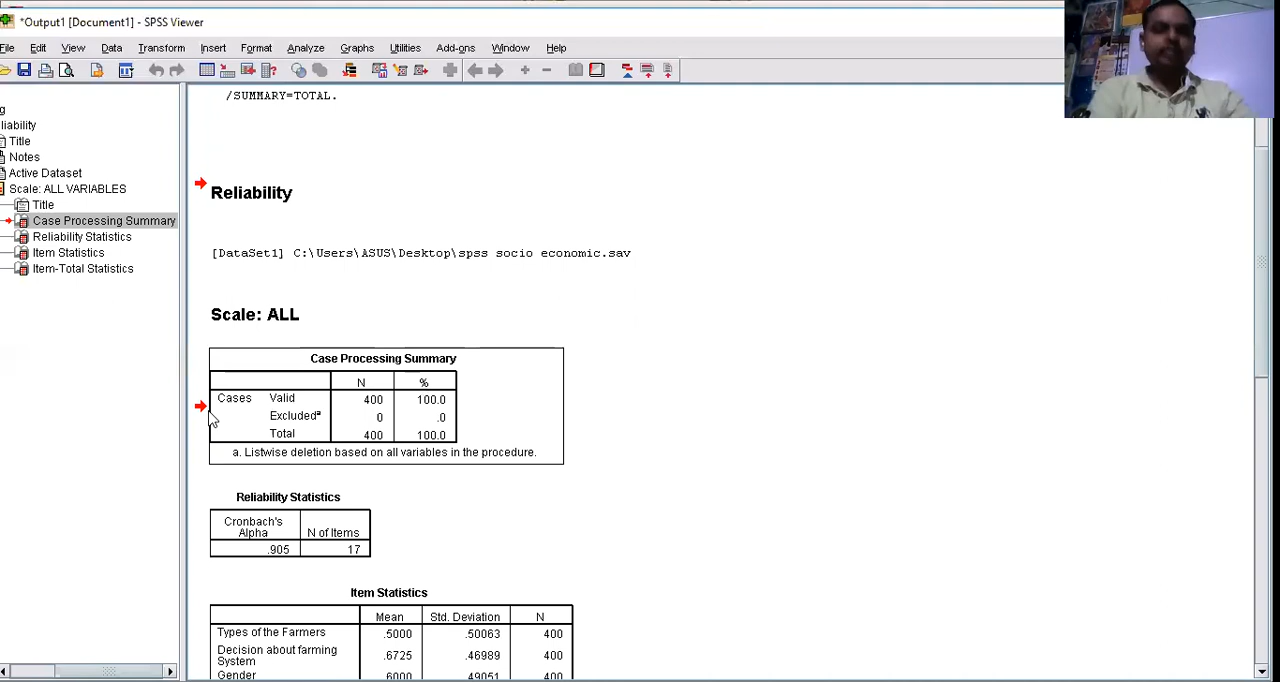 *Output1 [Document1] - SPSS Viewer
File Edit View Data Transform Insert Format Analyze Graphs Utilities Add-ons Window Help
/SUMMARY=TOTAL.
Title
Notes
Active Dataset
Scale: ALL VARIABLES
Title
Case Processing Summary
Reliability Statistics
Item Statistics
Item-Total Statistics
Reliability
[DataSet1] C:\Users\ASUS\Desktop\spss socio economic.sav
Scale: ALL
Case Processing Summary
N %
Cases Valid 400 100.0
Excludedª 0 .0
Total 400 100.0
a. Listwise deletion based on all variables in the procedure.
Reliability Statistics
Cronbach's
Alpha N of Items
.905 17
Item Statistics
Mean Std. Deviation N
Types of the Farmers .5000 .50063 400
Decision about farming
System .6725 .46989 400
Gender .6000 .49051 400